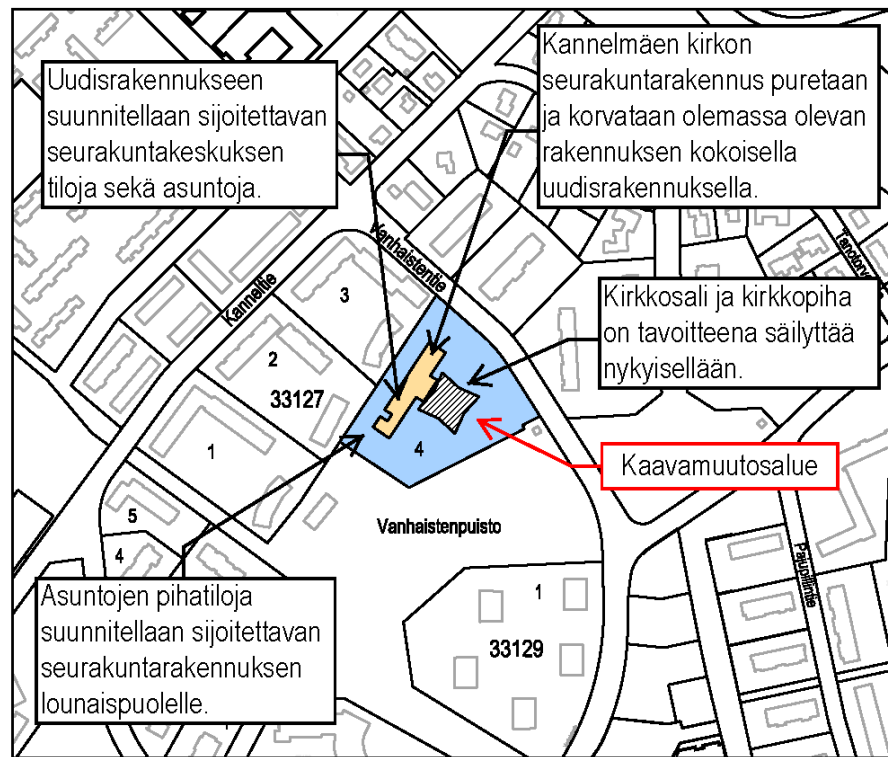 Uudisrakennukseen
suunnitellaan sijoitettavan
seurakuntakeskuksen
tiloja sekä asuntoja.
Kannelmäen kirkon
seurakuntarakennus puretaan
ja korvataan olemassa olevan
rakennuksen kokoisella
uudisrakennuksella.
Kirkkosali ja kirkkopiha
on tavoitteena säilyttää
nykyisellään.
Kaavamuutosalue
Asuntojen pihatiloja
suunnitellaan sijoitettavan
seurakuntarakennuksen
lounaispuolelle.
Vanhaistentie
Kanneltie
3
2
33127
1
4
5
4
Vanhaistenpuisto
1
33129
Pajupillintie